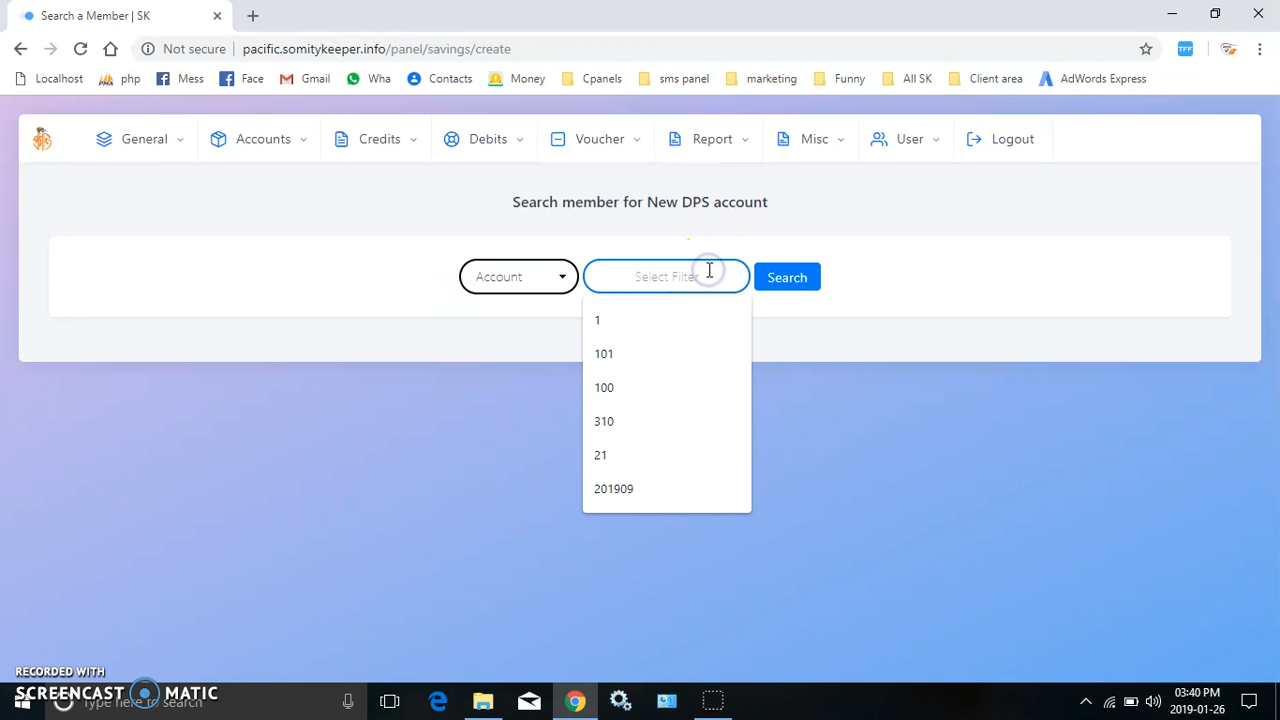 Search a Member | SK
Not secure pacific.somitykeeper.info/panel/savings/create
Localhost php Mess Face Gmail Wha Contacts Money Cpanels sms panel marketing Funny All SK Client area AdWords Express
TFF
General Accounts Credits Debits Voucher Report Misc User Logout
Search member for New DPS account
Account Select Filter Search
1
101
100
310
21
201909
RECORDED WITH
SCREENCAST MATIC
Type here to search
03:40 PM
2019-01-26